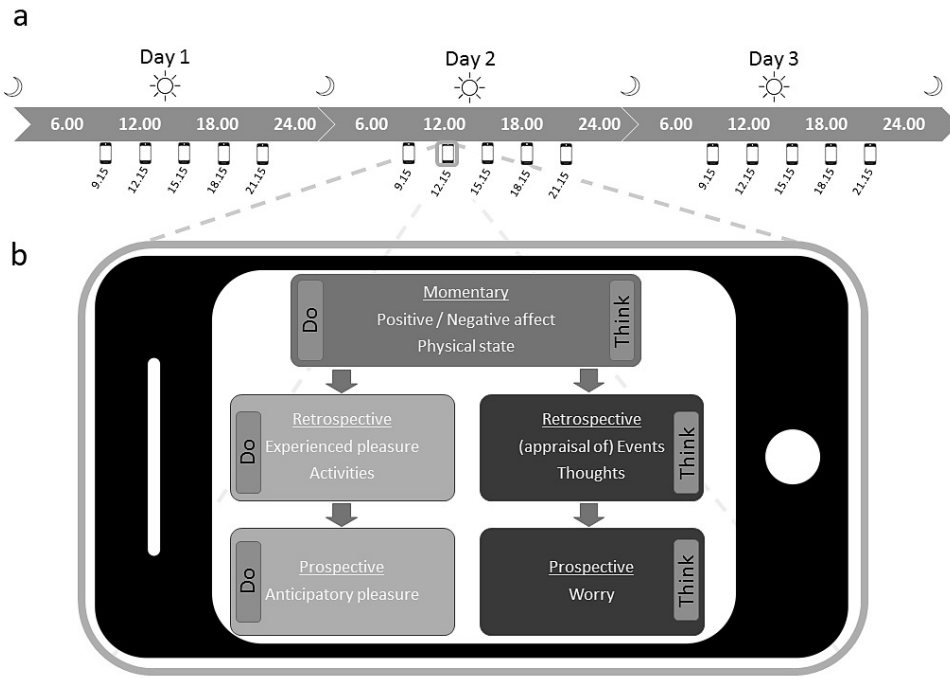 a
Day 1
Day 2
Day 3
6.00 12.00 18.00 24.00 6.00 12.00 18.00 24.00 6.00 12.00 18.00 24.00
9.15 12.15 15.15 18.15 21.15 9.15 12.15 15.15 18.15 21.15 9.15 12.15 15.15 18.15 21.15
b
Do
Momentary
Positive / Negative affect
Physical state
Think
Do
Retrospective
Experienced pleasure
Activities
Retrospective
(appraisal of) Events
Thoughts
Think
Do
Prospective
Anticipatory pleasure
Prospective
Worry
Think